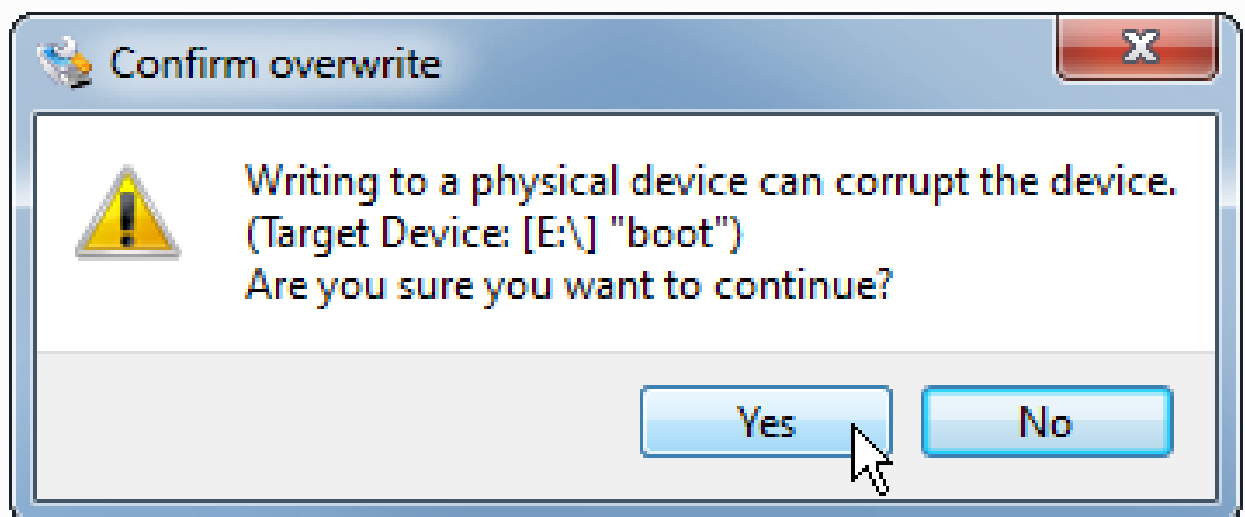 Confirm overwrite
Writing to a physical device can corrupt the device.
(Target Device: [E:\] "boot")
Are you sure you want to continue?
Yes No